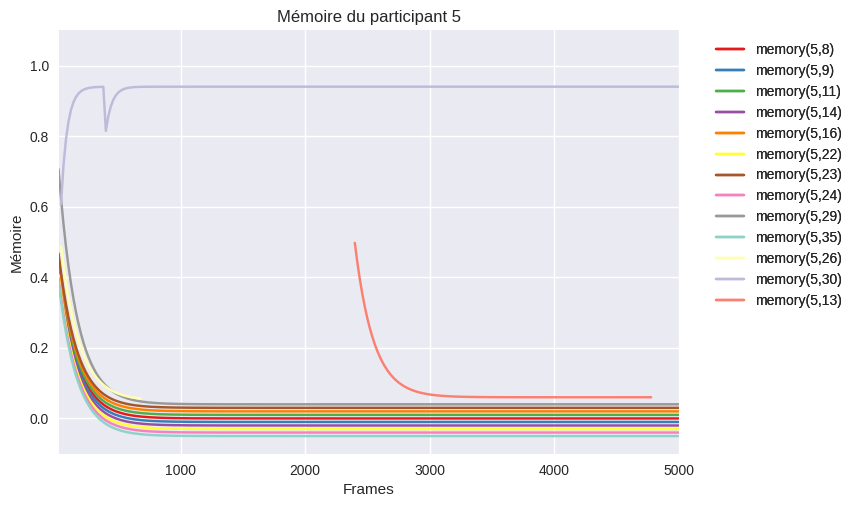 Mémoire du participant 5
Mémoire
1.0
0.8
0.6
0.4
0.2
0.0
1000
2000
3000
4000
5000
Frames
memory(5,8)
memory(5,9)
memory(5,11)
memory(5,14)
memory(5,16)
memory(5,22)
memory(5,23)
memory(5,24)
memory(5,29)
memory(5,35)
memory(5,26)
memory(5,30)
memory(5,13)